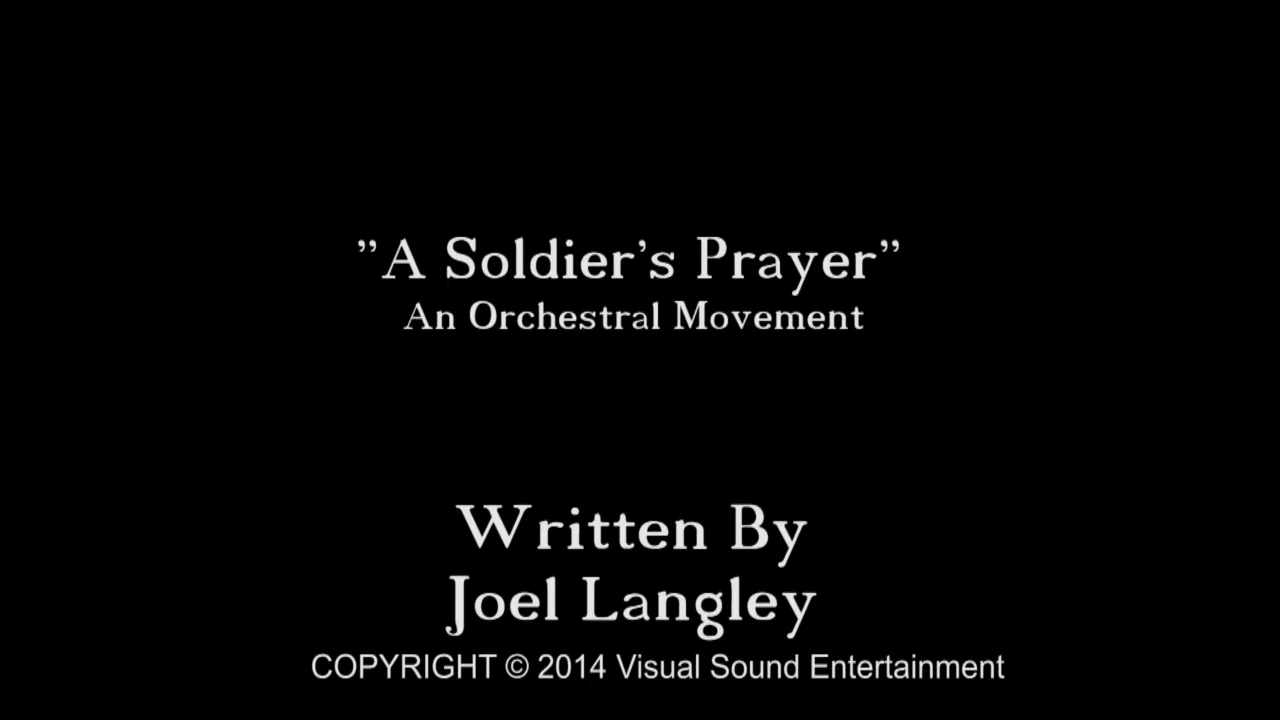 ”A Soldier’s Prayer”
An Orchestral Movement
Written By
Joel Langley
COPYRIGHT © 2014 Visual Sound Entertainment